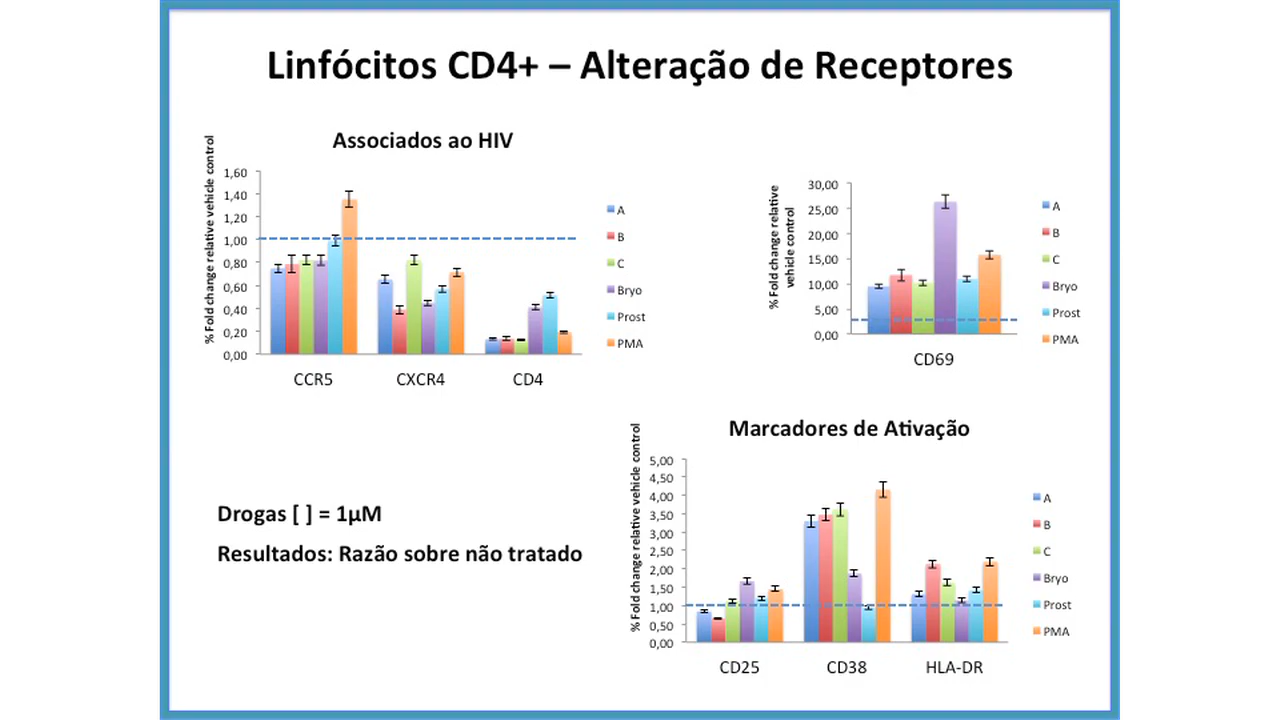 Linfócitos CD4+ – Alteração de Receptores
Associados ao HIV
% Fold change relative vehicle control
1,60
1,40
1,20
1,00
0,80
0,60
0,40
0,20
0,00
CCR5
CXCR4
CD4
A
B
C
Bryo
Prost
PMA
% Fold change relative
vehicle control
30,00
25,00
20,00
15,00
10,00
5,00
0,00
CD69
A
B
C
Bryo
Prost
PMA
Marcadores de Ativação
% Fold change relative vehicle control
5,00
4,50
4,00
3,50
3,00
2,50
2,00
1,50
1,00
0,50
0,00
CD25
CD38
HLA-DR
A
B
C
Bryo
Prost
PMA
Drogas [ ] = 1µM
Resultados: Razão sobre não tratado